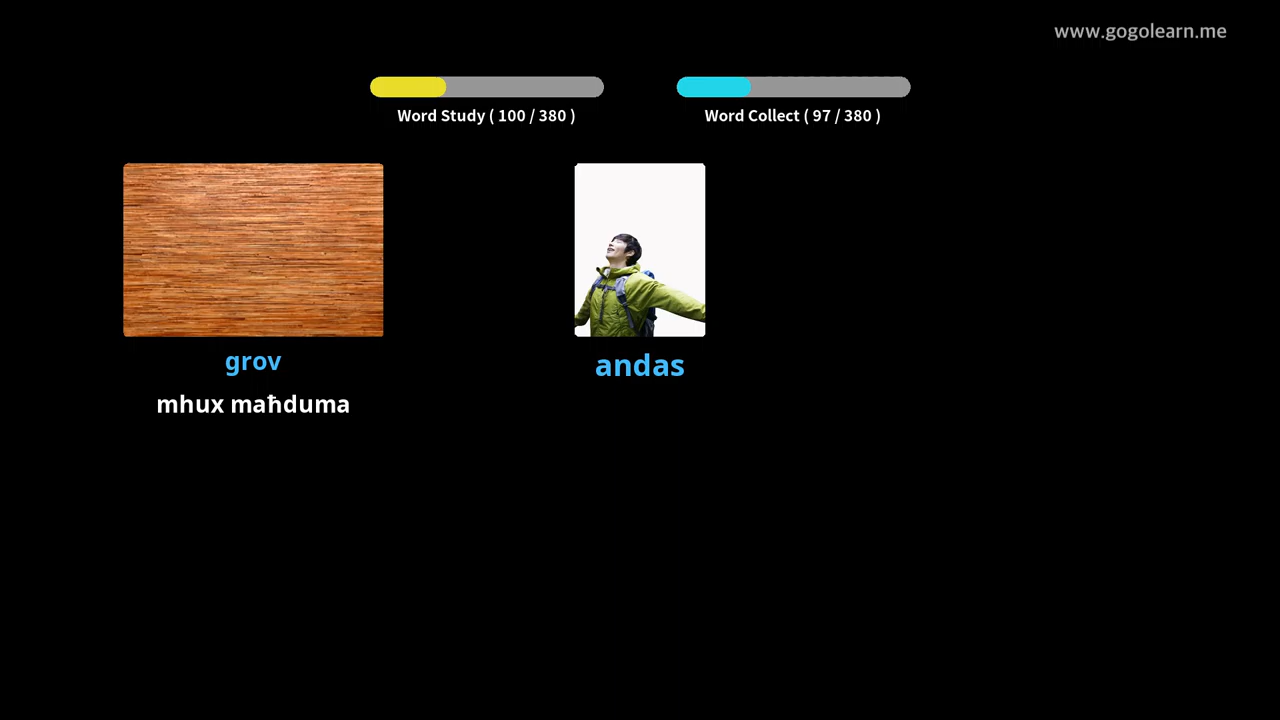 www.gogolearn.me
Word Study ( 100 / 380 )
Word Collect ( 97 / 380 )
grov
andas
mhux maħduma